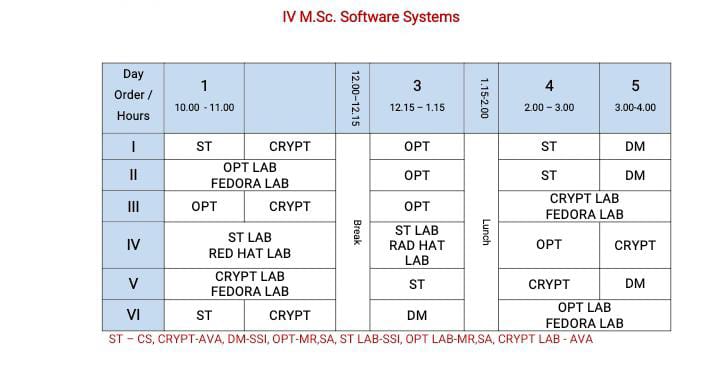 IV M.Sc. Software Systems
Day Order / Hours 1 10.00 - 11.00 12.00–12.15 3 12.15 – 1.15 1.15-2.00 4 2.00 – 3.00 5 3.00-4.00
I ST CRYPT OPT ST DM
II OPT LAB FEDORA LAB OPT ST DM
III OPT CRYPT OPT CRYPT LAB FEDORA LAB
Break Lunch
IV ST LAB RED HAT LAB ST LAB RAD HAT LAB OPT CRYPT
V CRYPT LAB FEDORA LAB ST CRYPT DM
VI ST CRYPT DM OPT LAB FEDORA LAB
ST – CS, CRYPT-AVA, DM-SSI, OPT-MR,SA, ST LAB-SSI, OPT LAB-MR,SA, CRYPT LAB - AVA